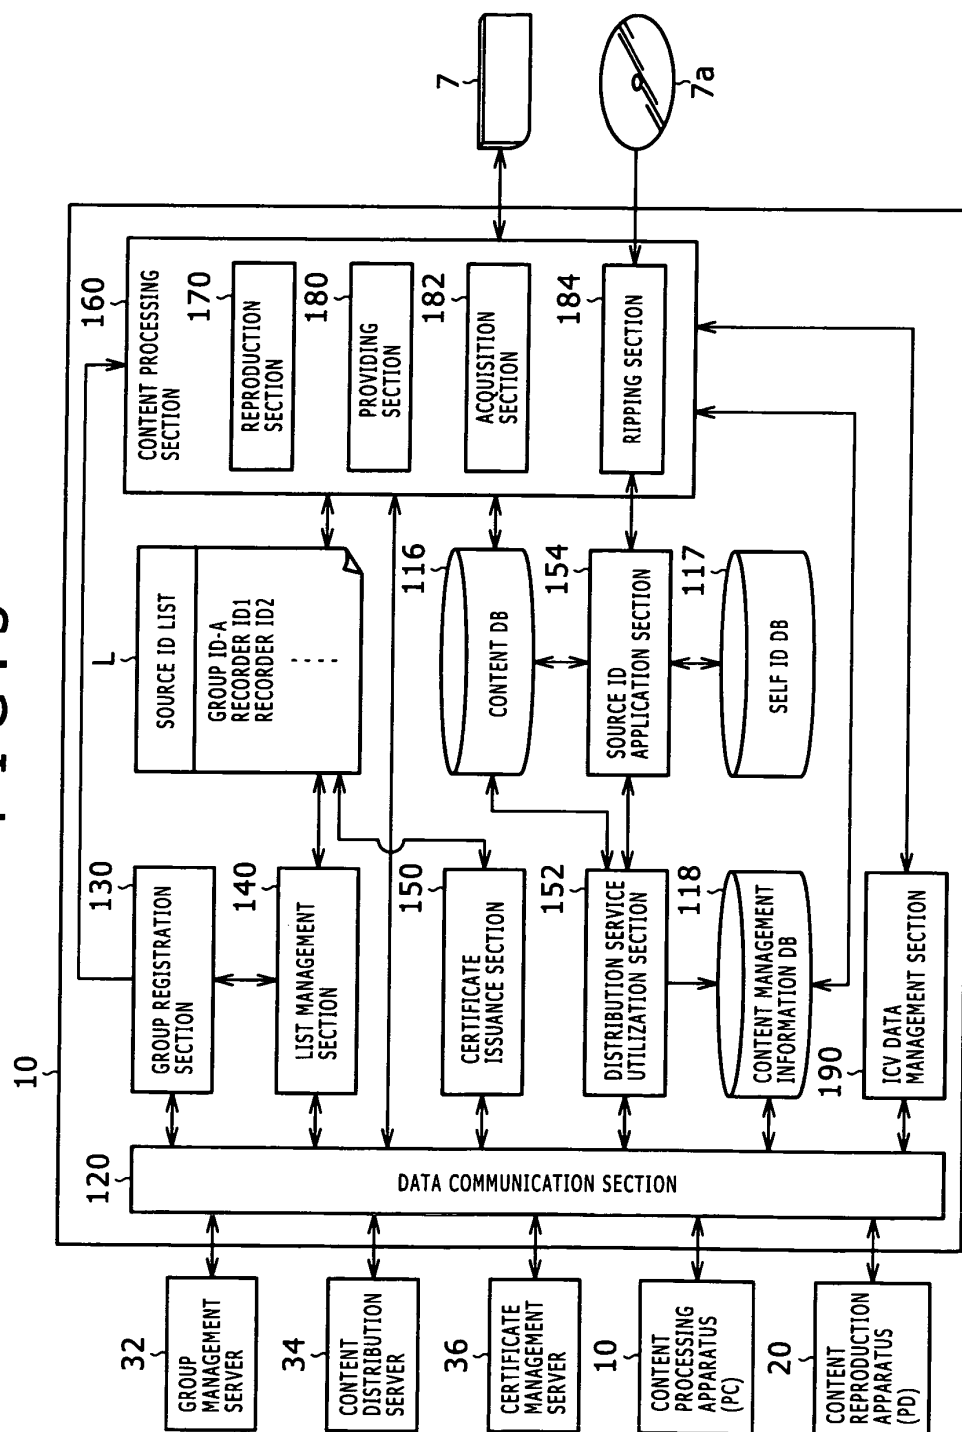 10
120
DATA COMMUNICATION SECTION
32
GROUP
MANAGEMENT
SERVER
34
CONTENT
DISTRIBUTION
SERVER
36
CERTIFICATE
MANAGEMENT
SERVER
10
CONTENT
PROCESSING
APPARATUS
(PC)
20
CONTENT
REPRODUCTION
APPARATUS
(PD)
130
GROUP REGISTRATION
SECTION
140
LIST MANAGEMENT
SECTION
150
CERTIFICATE
ISSUANCE SECTION
152
DISTRIBUTION SERVICE
UTILIZATION SECTION
118
CONTENT MANAGEMENT
INFORMATION DB
190
ICV DATA
MANAGEMENT SECTION
L
SOURCE ID LIST
GROUP ID-A
RECORDER ID1
RECORDER ID2
....
116
CONTENT DB
154
SOURCE ID
APPLICATION SECTION
117
SELF ID DB
160
CONTENT PROCESSING
SECTION
170
REPRODUCTION
SECTION
180
PROVIDING
SECTION
182
ACQUISITION
SECTION
184
RIPPING SECTION
7
7a